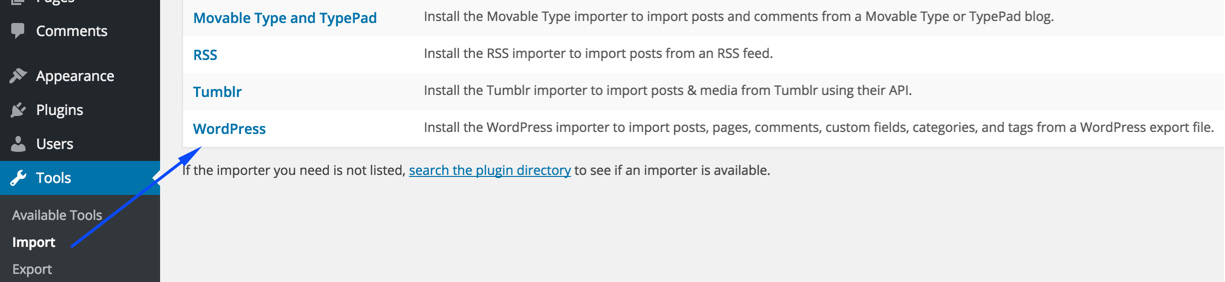 Pages
Comments
Appearance
Plugins
Users
Tools
Available Tools
Import
Export
Movable Type and TypePad Install the Movable Type importer to import posts and comments from a Movable Type or TypePad blog.
RSS Install the RSS importer to import posts from an RSS feed.
Tumblr Install the Tumblr importer to import posts & media from Tumblr using their API.
WordPress Install the WordPress importer to import posts, pages, comments, custom fields, categories, and tags from a WordPress export file.
If the importer you need is not listed, search the plugin directory to see if an importer is available.